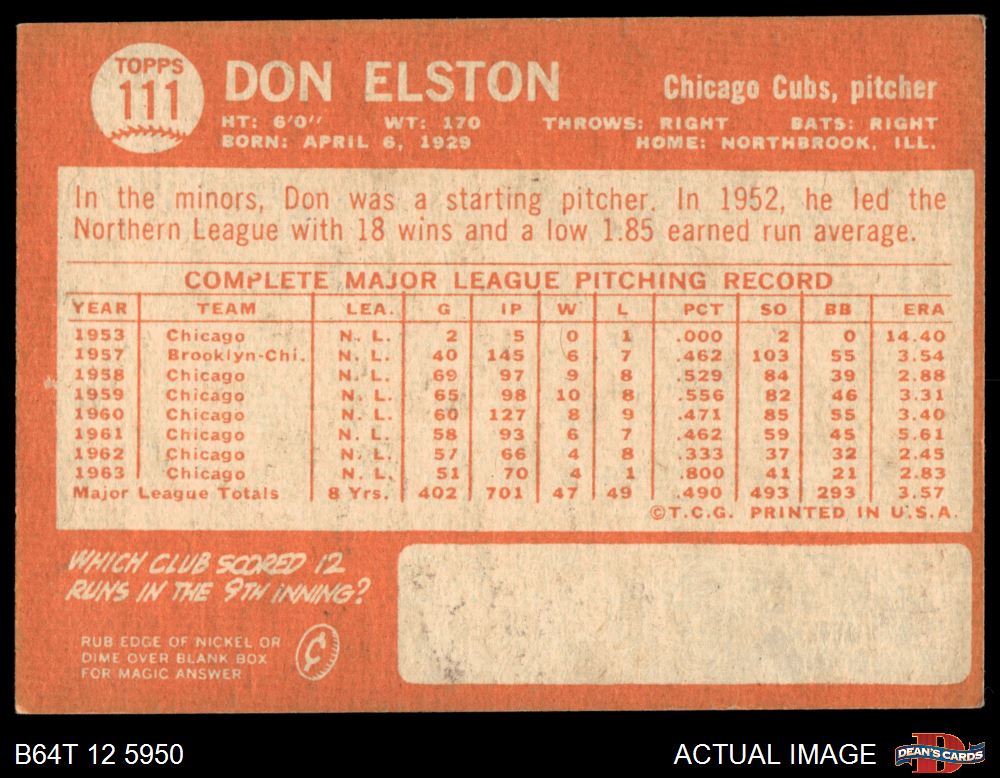 TOPPS
111
DON ELSTON
Chicago Cubs, pitcher
HT: 6'0" WT: 170 THROWS: RIGHT BATS: RIGHT
BORN: APRIL 6, 1929 HOME: NORTHBROOK, ILL.
In the minors, Don was a starting pitcher. In 1952, he led the
Northern League with 18 wins and a low 1.85 earned run average.
COMPLETE MAJOR LEAGUE PITCHING RECORD
YEAR TEAM LEA. G IP W L PCT SO BB ERA
1953 Chicago N. L. 2 5 0 1 .000 2 0 14.40
1957 Brooklyn-Chi. N. L. 40 145 6 7 .462 103 55 3.54
1958 Chicago N. L. 69 97 9 8 .529 84 39 2.88
1959 Chicago N. L. 65 98 10 8 .556 82 46 3.31
1960 Chicago N. L. 60 127 8 9 .471 85 55 3.40
1961 Chicago N. L. 58 93 6 7 .462 59 45 5.61
1962 Chicago N. L. 57 66 4 8 .333 37 32 2.45
1963 Chicago N. L. 51 70 4 1 .800 41 21 2.83
Major League Totals 8 Yrs. 402 701 47 49 .490 493 293 3.57
©T.C.G. PRINTED IN U.S.A.
WHICH CLUB SCORED 12
RUNS IN THE 9TH INNING?
RUB EDGE OF NICKEL OR
DIME OVER BLANK BOX
FOR MAGIC ANSWER
¢
B64T 12 5950 ACTUAL IMAGE
D
DEAN'S CARDS